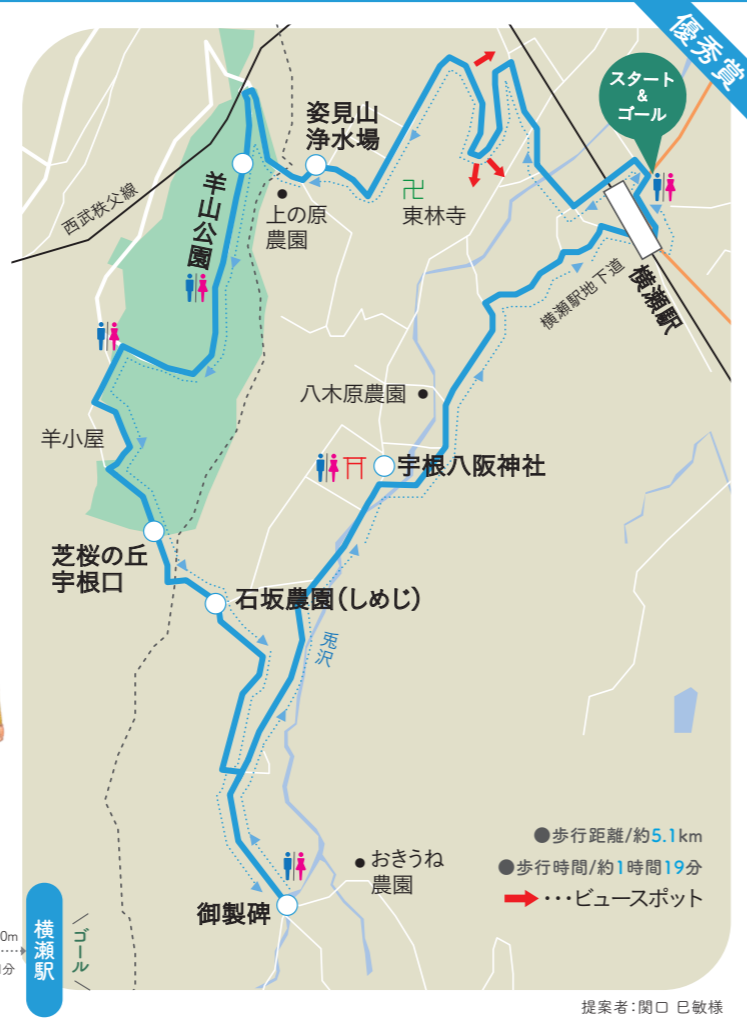 優秀賞
スタート
&
ゴール
姿見山
浄水場
西武秩父線
羊山公園
上の原
農園
卍
東林寺
横瀬駅
横瀬駅地下道
八木原農園
羊小屋
宇根八阪神社
芝桜の丘
宇根口
石坂農園(しめじ)
兎沢
●歩行距離/約5.1km
●歩行時間/約1時間19分
・・・ビュースポット
おきうね
農園
御製碑
0m
分
横瀬駅
ゴール
提案者:関口 巳敏様